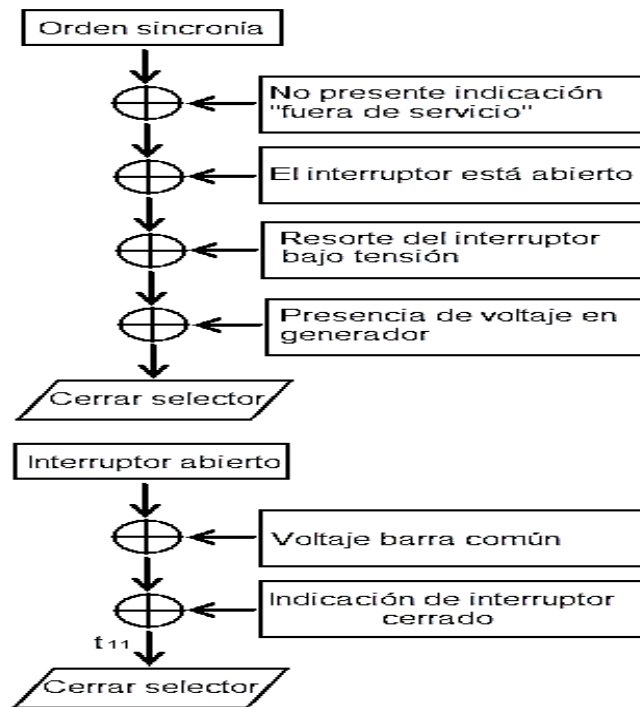 Orden sincronía
No presente indicación
"fuera de servicio"
El interruptor está abierto
Resorte del interruptor
bajo tensión
Presencia de voltaje en
generador
Cerrar selector
Interruptor abierto
Voltaje barra común
Indicación de interruptor
cerrado
t11
Cerrar selector